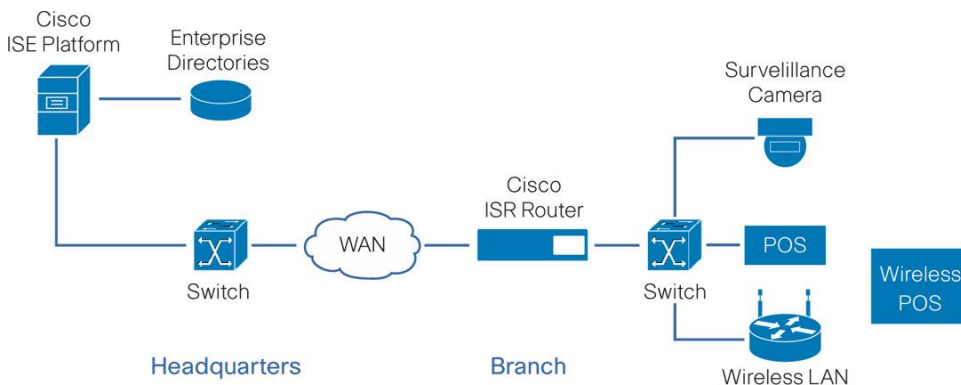 Cisco
ISE Platform
Enterprise
Directories
Survelillance
Camera
Cisco
ISR Router
WAN
POS
Wireless
POS
Switch
Switch
Headquarters
Branch
Wireless LAN